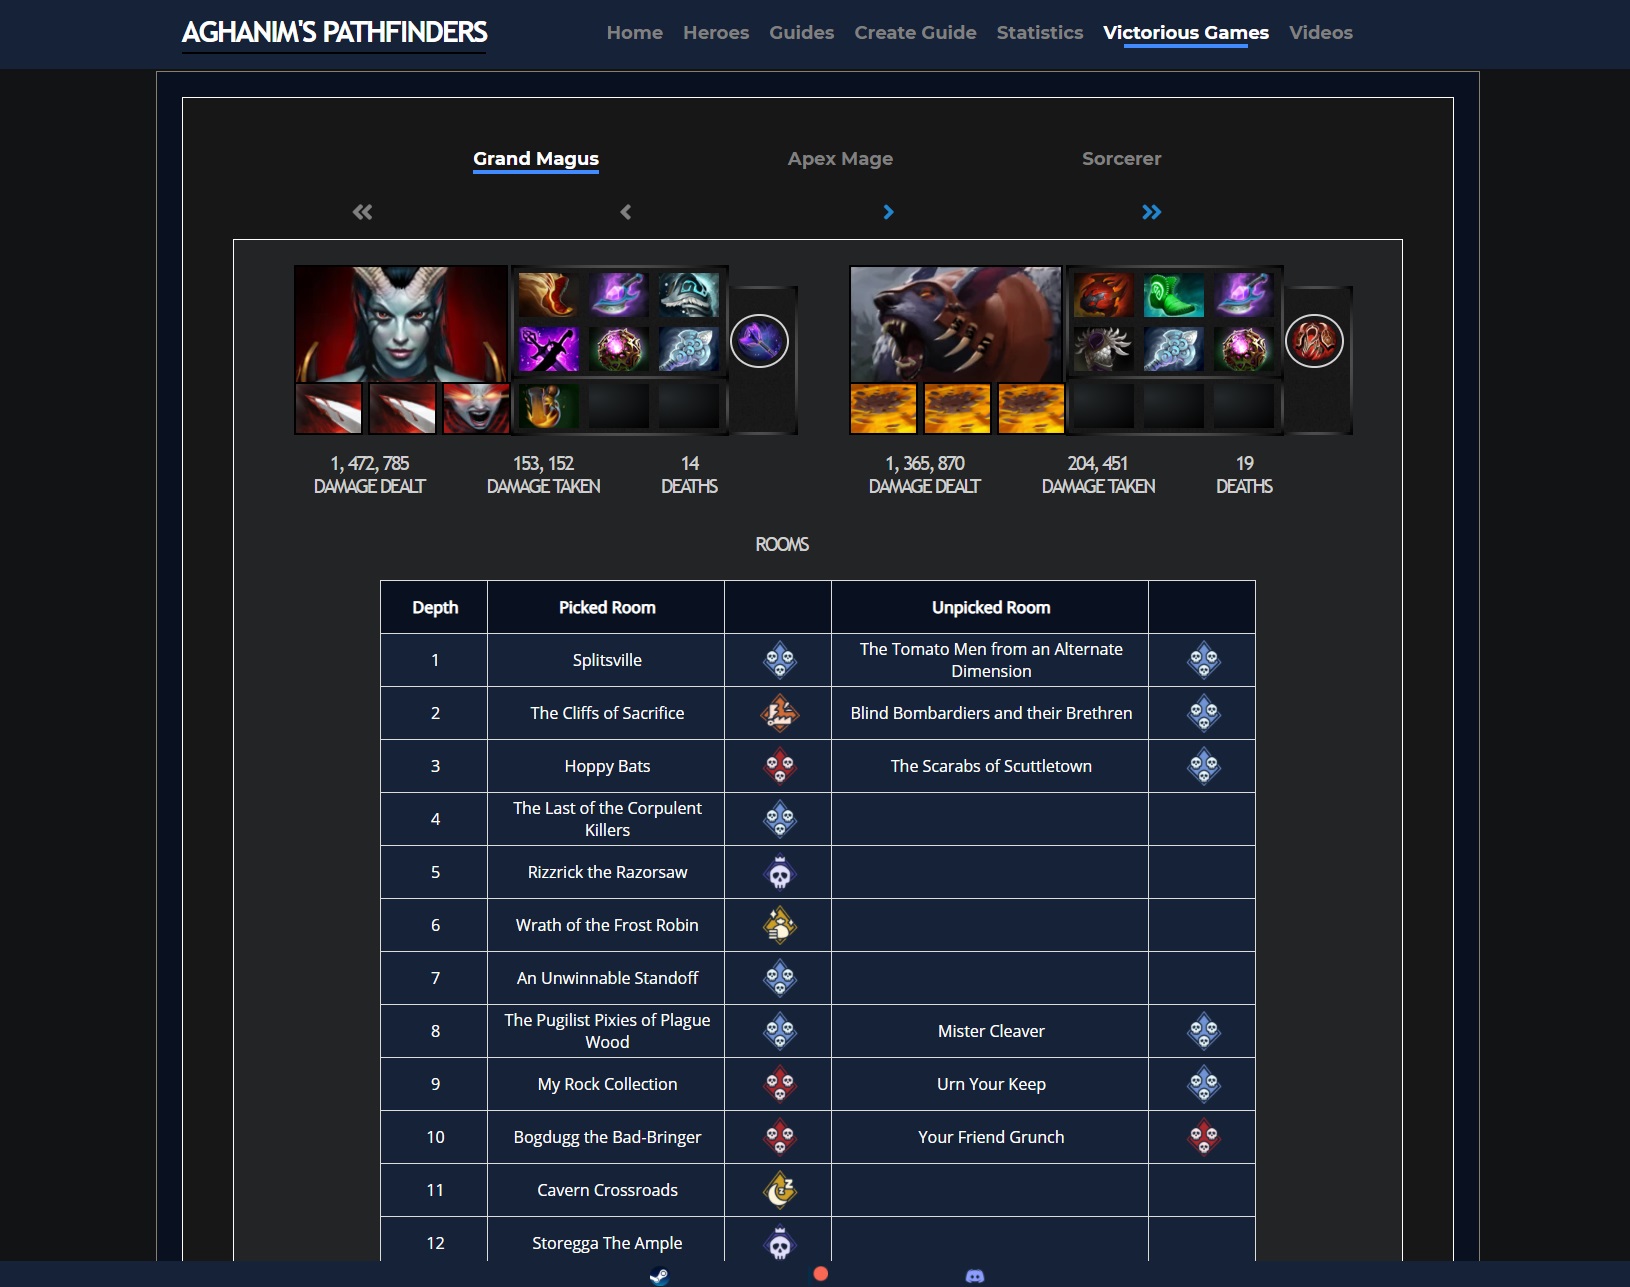 AGHANIM'S PATHFINDERS
Home Heroes Guides Create Guide Statistics Victorious Games Videos
Grand Magus Apex Mage Sorcerer
1, 472, 785 153, 152 14
DAMAGE DEALT DAMAGE TAKEN DEATHS
1, 365, 870 204, 451 19
DAMAGE DEALT DAMAGE TAKEN DEATHS
ROOMS
Depth Picked Room Unpicked Room
1 Splitsville The Tomato Men from an Alternate
Dimension
2 The Cliffs of Sacrifice Blind Bombardiers and their Brethren
3 Hoppy Bats The Scarabs of Scuttletown
4 The Last of the Corpulent
Killers
5 Rizzrick the Razorsaw
6 Wrath of the Frost Robin
7 An Unwinnable Standoff
8 The Pugilist Pixies of Plague
Wood Mister Cleaver
9 My Rock Collection Urn Your Keep
10 Bogdugg the Bad-Bringer Your Friend Grunch
11 Cavern Crossroads
12 Storegga The Ample